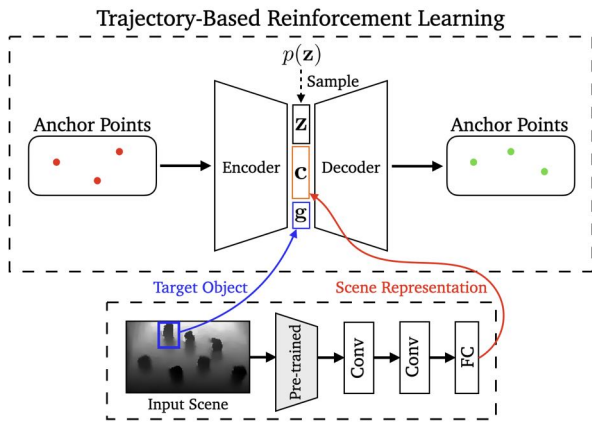 Trajectory-Based Reinforcement Learning
p(z)
Sample
Anchor Points
Encoder
z
c
g
Decoder
Anchor Points
Target Object
Scene Representation
Input Scene
Pre-trained
Conv
Conv
FC